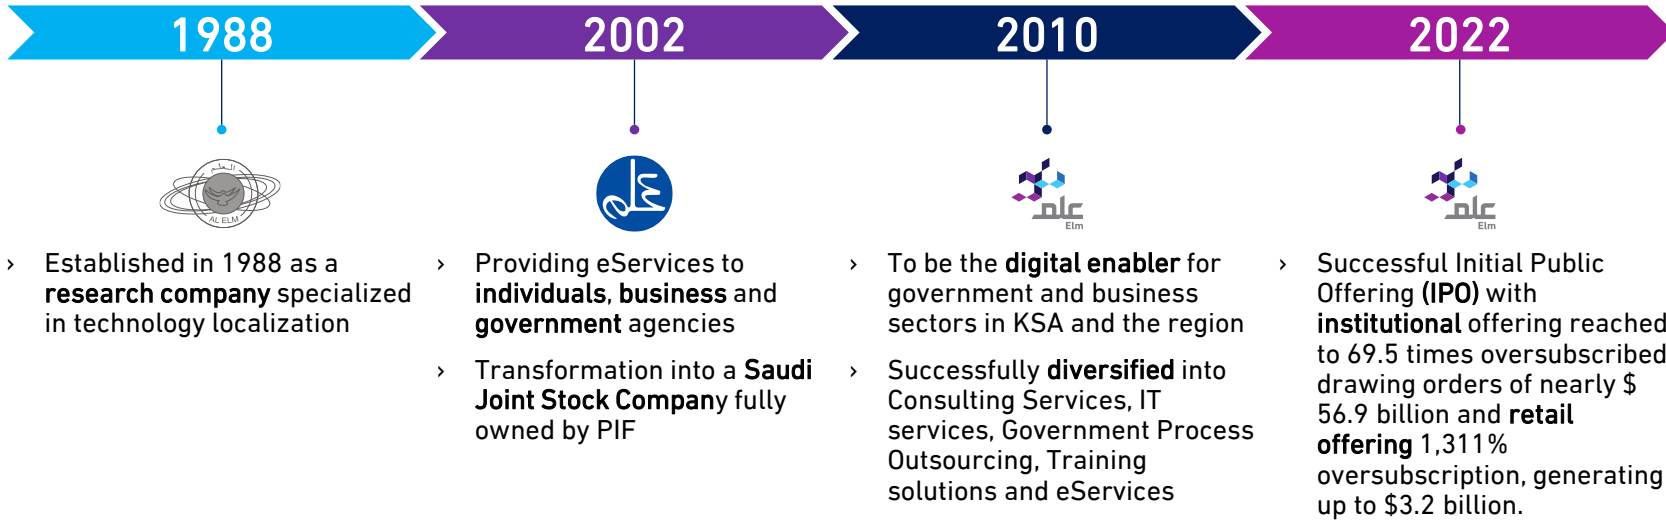 1988
2002
2010
2022
العلم
AL ELM
علم
علم
Elm
علم
Elm
› Established in 1988 as a
research company specialized
in technology localization
› Providing eServices to
individuals, business and
government agencies
› Transformation into a Saudi
Joint Stock Company fully
owned by PIF
› To be the digital enabler for
government and business
sectors in KSA and the region
› Successfully diversified into
Consulting Services, IT
services, Government Process
Outsourcing, Training
solutions and eServices
› Successful Initial Public
Offering (IPO) with
institutional offering reached
to 69.5 times oversubscribed
drawing orders of nearly $
56.9 billion and retail
offering 1,311%
oversubscription, generating
up to $3.2 billion.